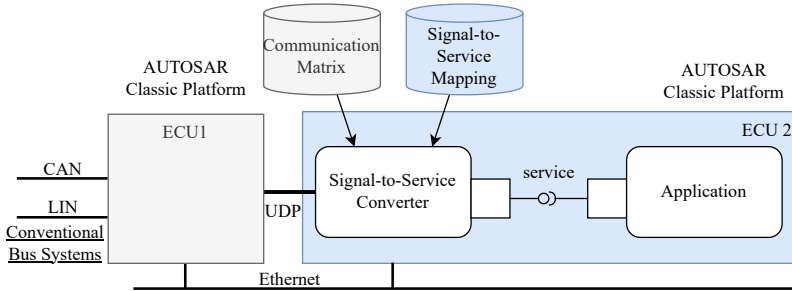 Communication
Matrix
Signal-to-
Service
Mapping
AUTOSAR
Classic Platform
AUTOSAR
Classic Platform
ECU1
ECU 2
CAN
LIN
Conventional
Bus Systems
UDP
Signal-to-Service
Converter
service
Application
Ethernet